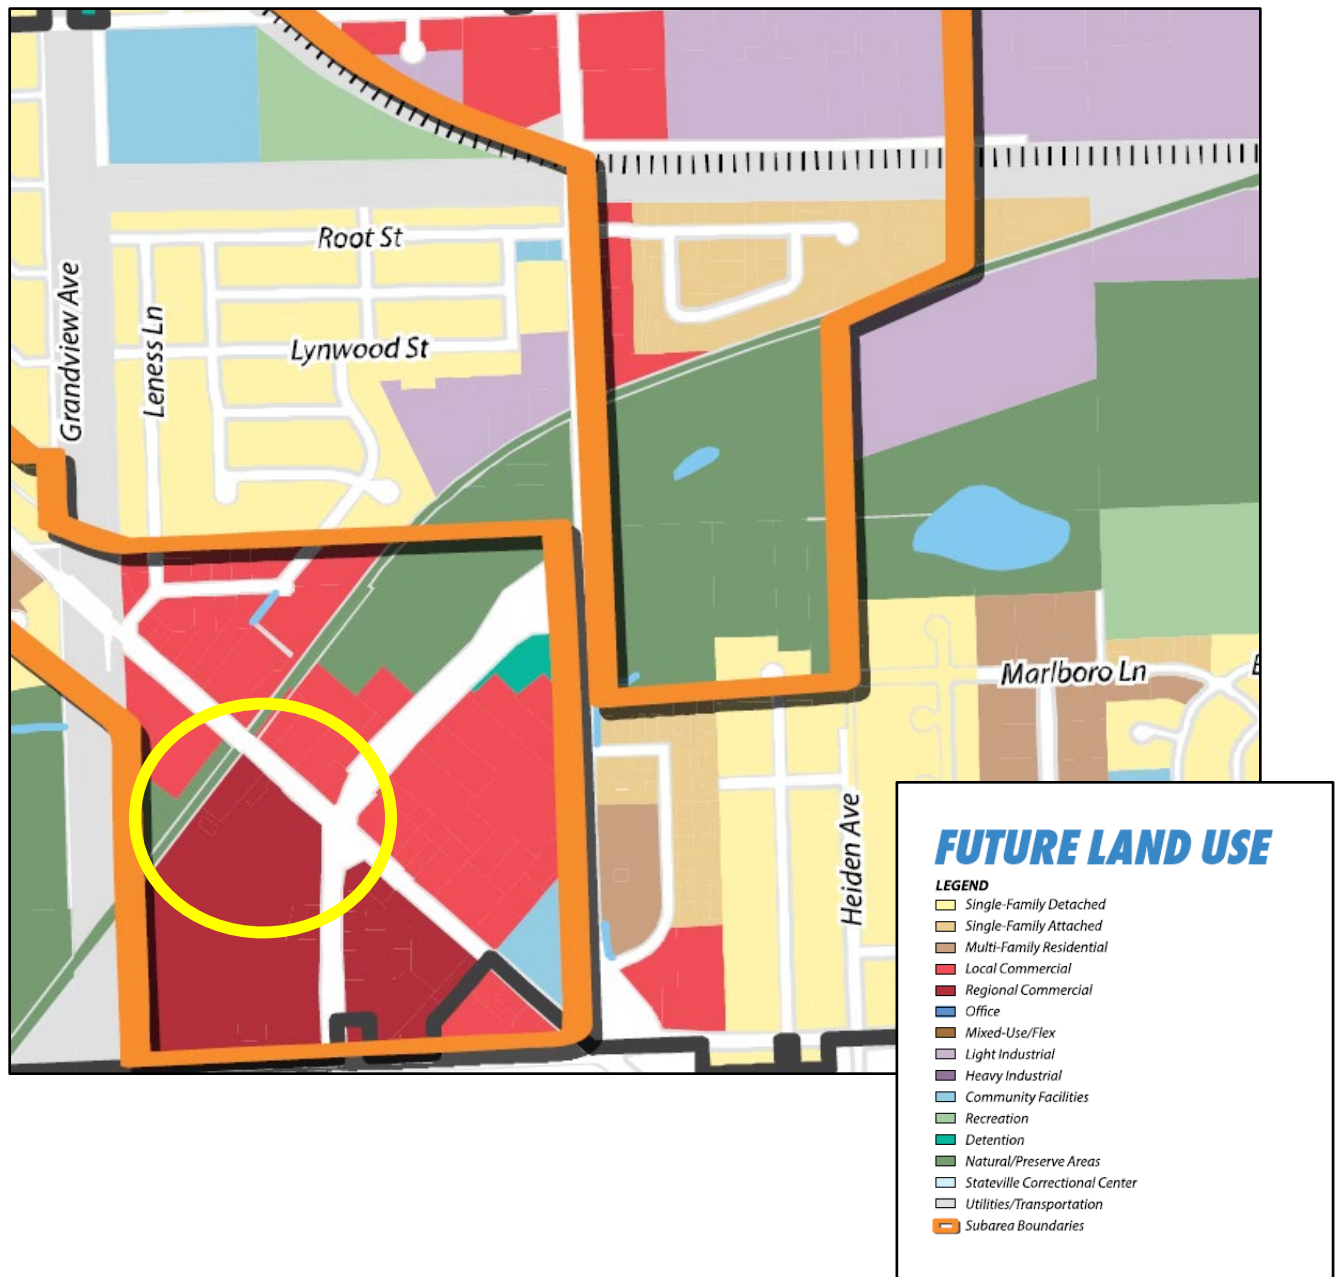 Root St
Lynwood St
Grandview Ave
Leness Ln
Marlboro Ln
Heiden Ave
FUTURE LAND USE
LEGEND
Single-Family Detached
Single-Family Attached
Multi-Family Residential
Local Commercial
Regional Commercial
Office
Mixed-Use/Flex
Light Industrial
Heavy Industrial
Community Facilities
Recreation
Detention
Natural/Preserve Areas
Stateville Correctional Center
Utilities/Transportation
Subarea Boundaries